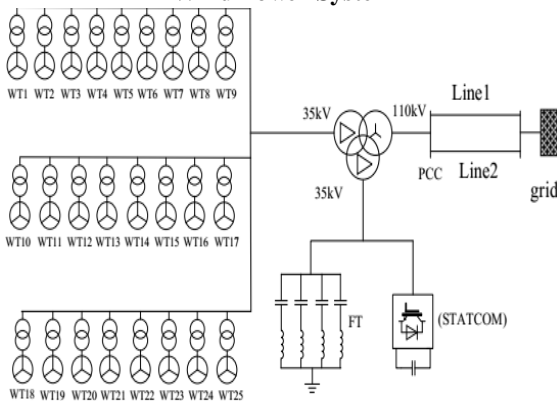 WT1 WT2 WT3 WT4 WT5 WT6 WT7 WT8 WT9
35kV
110kV
Line1
PCC
Line2
grid
35kV
WT10 WT11 WT12 WT13 WT14 WT15 WT16 WT17
FT
(STATCOM)
WT18 WT19 WT20 WT21 WT22 WT23 WT24 WT25